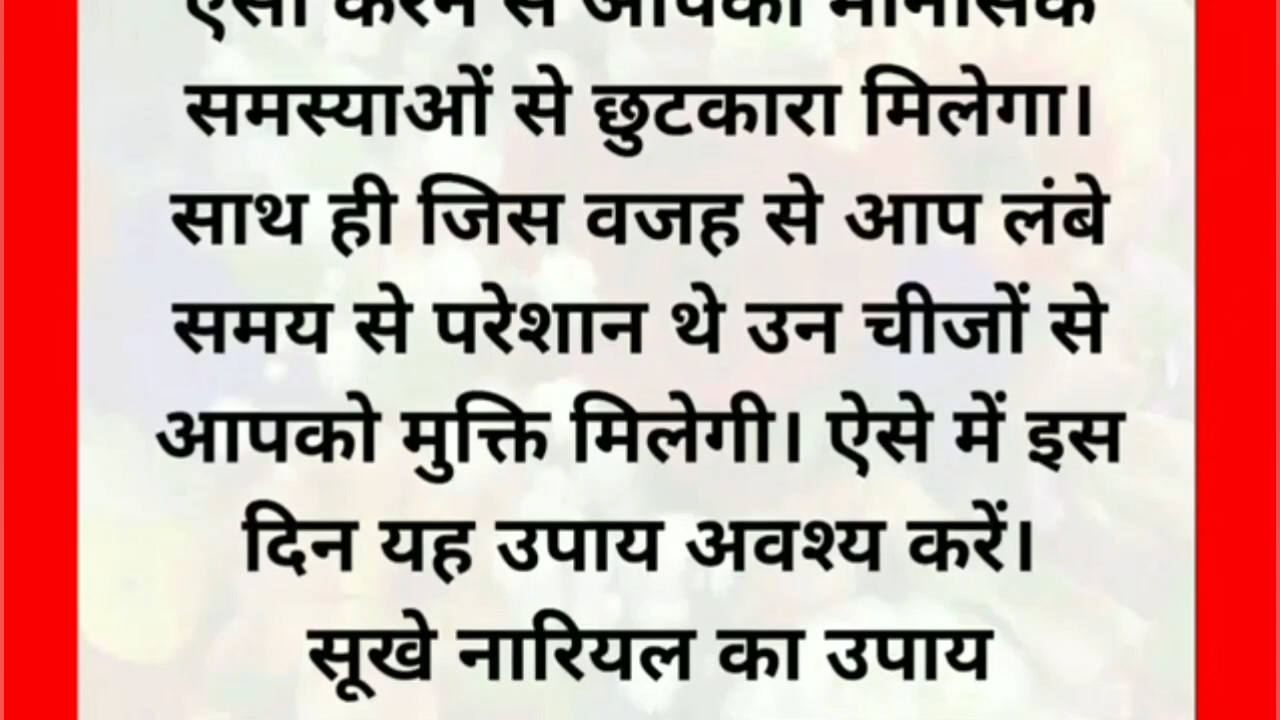 ऐसा करने से आपको मानसिक
समस्याओं से छुटकारा मिलेगा।
साथ ही जिस वजह से आप लंबे
समय से परेशान थे उन चीजों से
आपको मुक्ति मिलेगी। ऐसे में इस
दिन यह उपाय अवश्य करें।
सूखे नारियल का उपाय